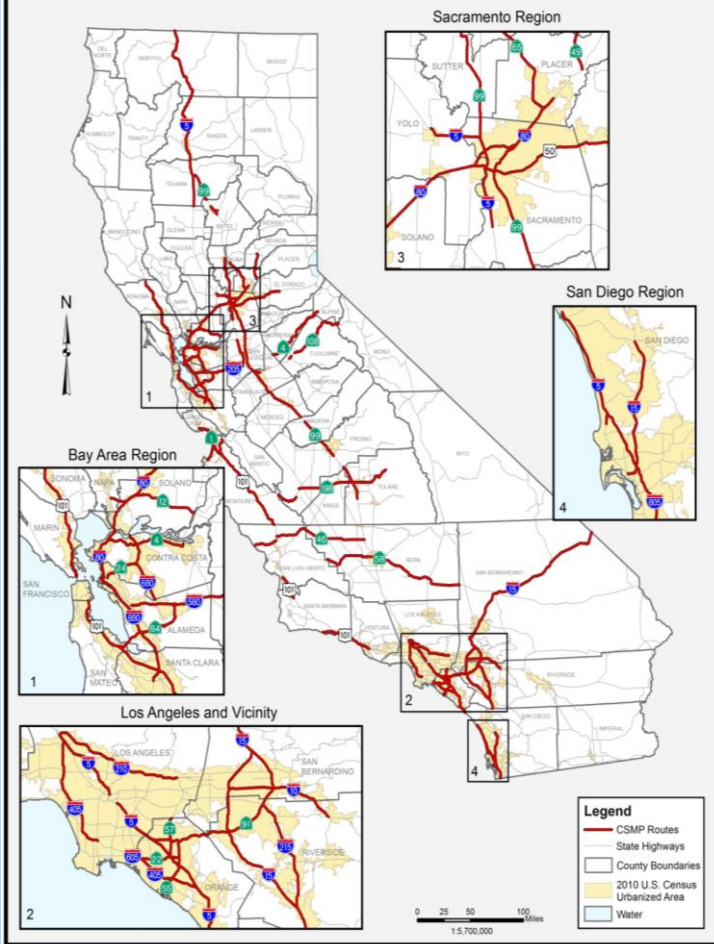 Sacramento Region
65
49
SUTTER
PLACER
99
YOLO
5
80
50
80
5
SACRAMENTO
SOLANO
99
3
DEL
NORTE
SISKIYOU
MODOC
5
HUMBOLDT
TRINITY
SHASTA
LASSEN
TEHAMA
99
PLUMAS
BUTTE
MENDOCINO
GLENN
SIERRA
COLUSA
NEVADA
LAKE
PLACER
SONOMA
NAPA
EL DORADO
3
ALPINE
4
108
TUOLUMNE
MONO
1
205
MARIPOSA
MERCED
MADERA
99
FRESNO
1
SAN
BENITO
INYO
101
MONTEREY
TULARE
KINGS
46
SAN LUIS OBISPO
KERN
SAN BERNARDINO
15
101
SANTA BARBARA
LOS ANGELES
VENTURA
101
RIVERSIDE
2
SAN DIEGO
IMPERIAL
4
N
San Diego Region
SAN DIEGO
5
15
805
4
Bay Area Region
SONOMA
NAPA
80
SOLANO
12
101
MARIN
4
80
CONTRA COSTA
24
SAN
FRANCISCO
680
580
880
101
84
ALAMEDA
SANTA CLARA
SAN
MATEO
1
Los Angeles and Vicinity
15
LOS ANGELES
SAN
BERNARDINO
5
210
10
405
5
57
91
605
22
215
RIVERSIDE
405
15
55
ORANGE
5
2
Legend
CSMP Routes
State Highways
County Boundaries
2010 U.S. Census
Urbanized Area
Water
0 25 50 100
Miles
1:5,700,000